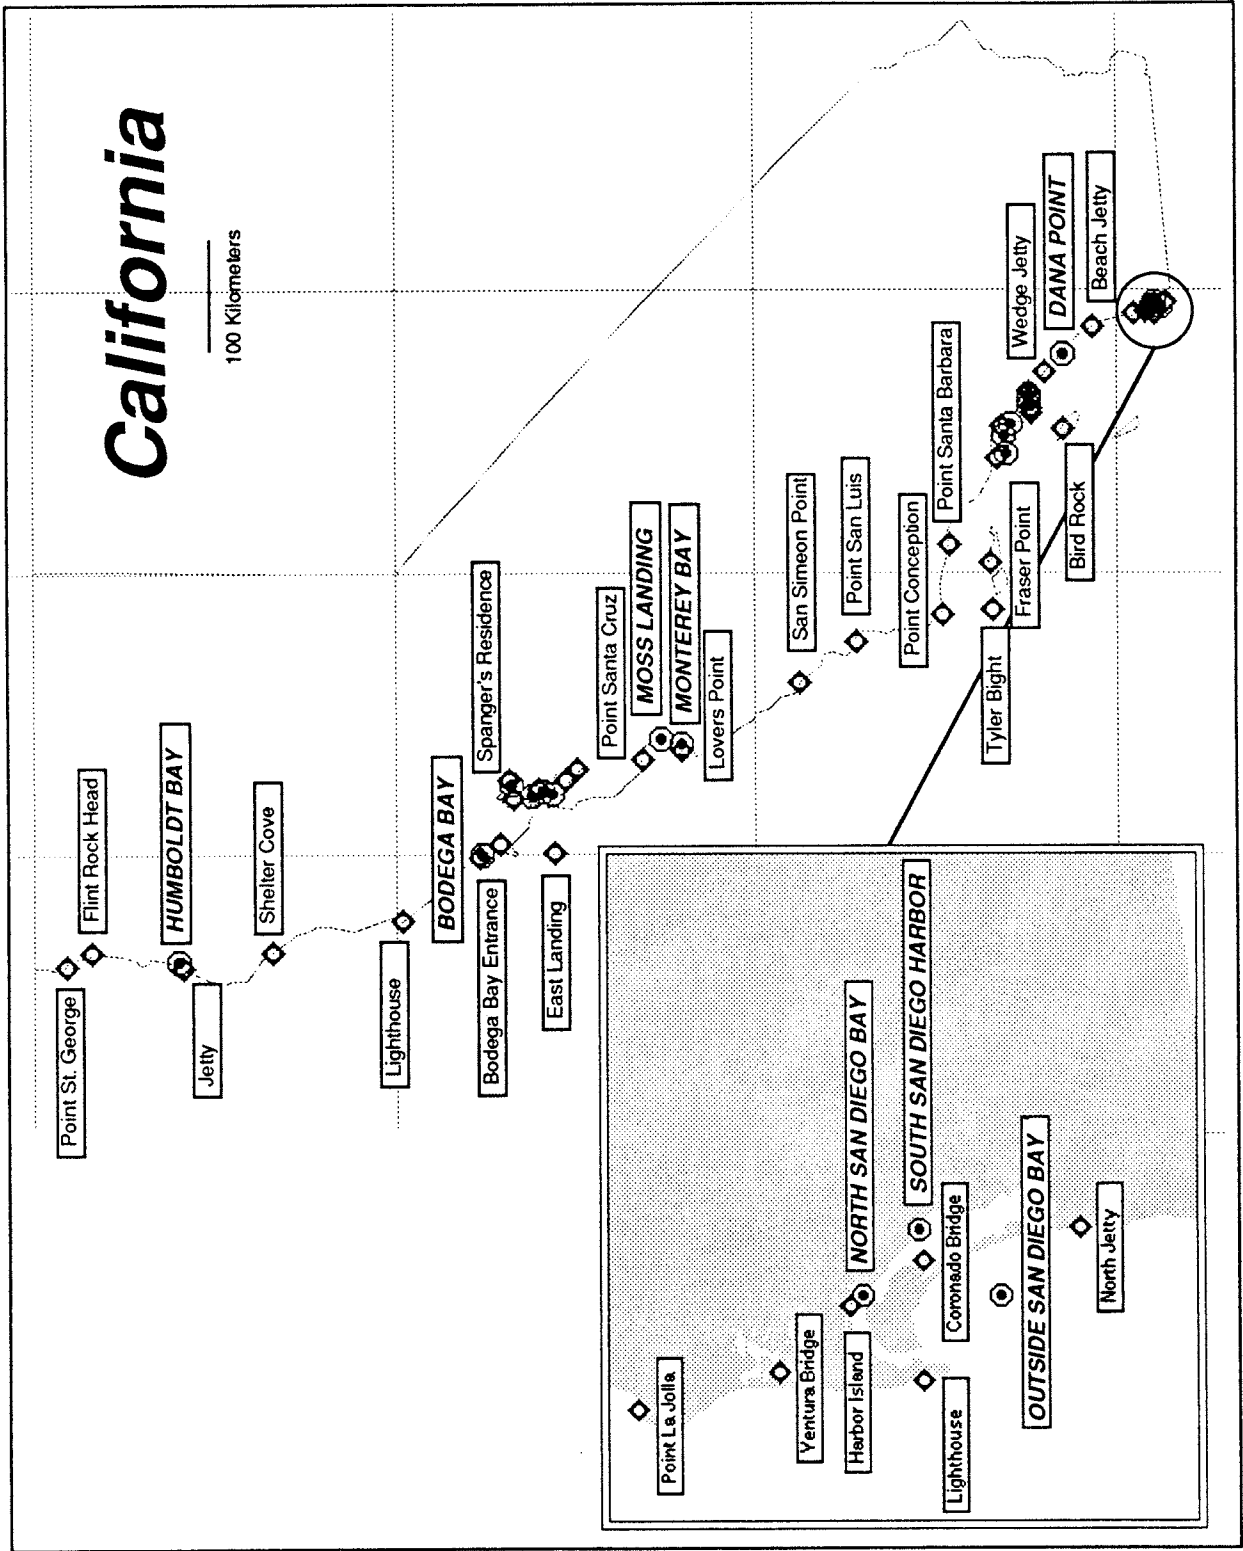 California
100 Kilometers
Point St. George
Flint Rock Head
HUMBOLDT BAY
Jetty
Shelter Cove
Lighthouse
BODEGA BAY
Spanger's Residence
Bodega Bay Entrance
East Landing
Point Santa Cruz
MOSS LANDING
MONTEREY BAY
Lovers Point
San Simeon Point
Point San Luis
Point Conception
Point Santa Barbara
Tyler Bight
Fraser Point
Bird Rock
Wedge Jetty
DANA POINT
Beach Jetty
Point La Jolla
Ventura Bridge
Harbor Island
NORTH SAN DIEGO BAY
SOUTH SAN DIEGO HARBOR
Coronado Bridge
Lighthouse
OUTSIDE SAN DIEGO BAY
North Jetty